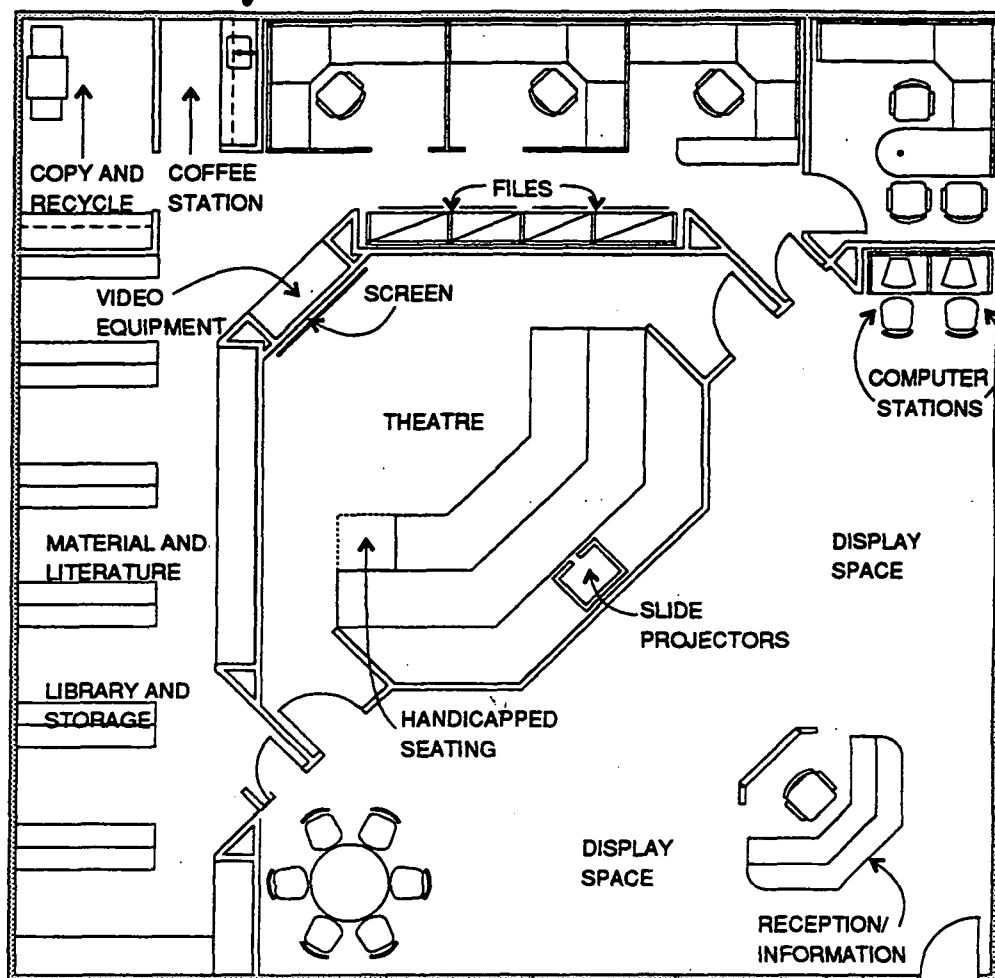 COPY AND
RECYCLE
COFFEE
STATION
FILES
VIDEO
EQUIPMENT
SCREEN
COMPUTER
STATIONS
THEATRE
MATERIAL AND
LITERATURE
DISPLAY
SPACE
SLIDE
PROJECTORS
LIBRARY AND
STORAGE
HANDICAPPED
SEATING
DISPLAY
SPACE
RECEPTION/
INFORMATION